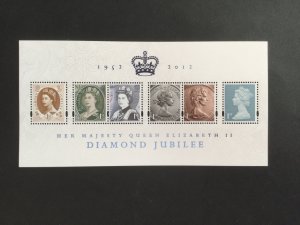 1952 2012
HER MAJESTY QUEEN ELIZABETH II
DIAMOND JUBILEE